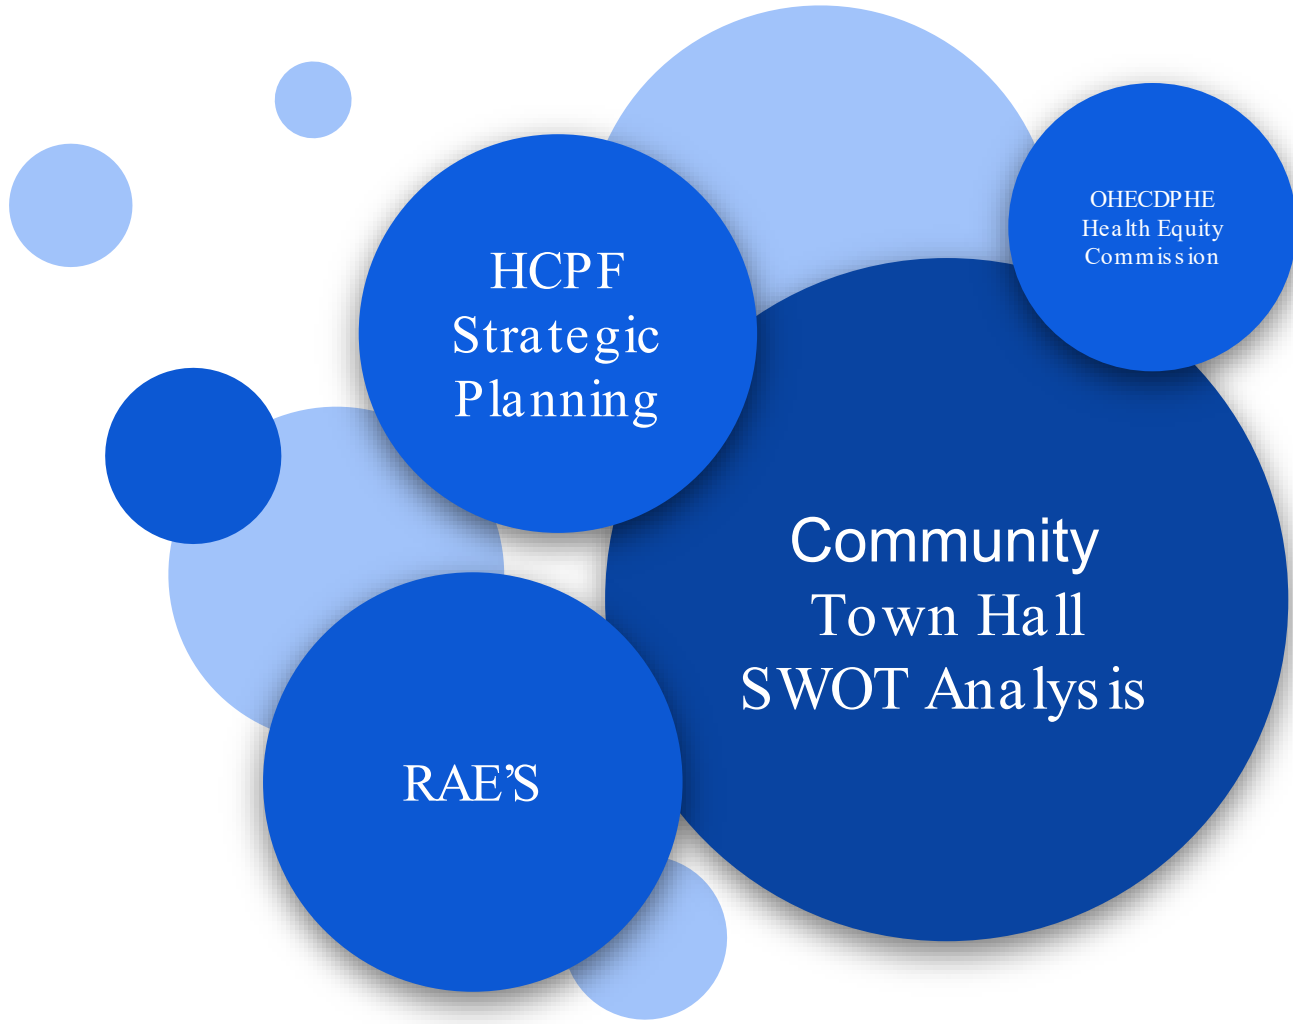 OHECDPHE
Health Equity
Commission
HCPF
Strategic
Planning
Community
Town Hall
SWOT Analysis
RAE’S